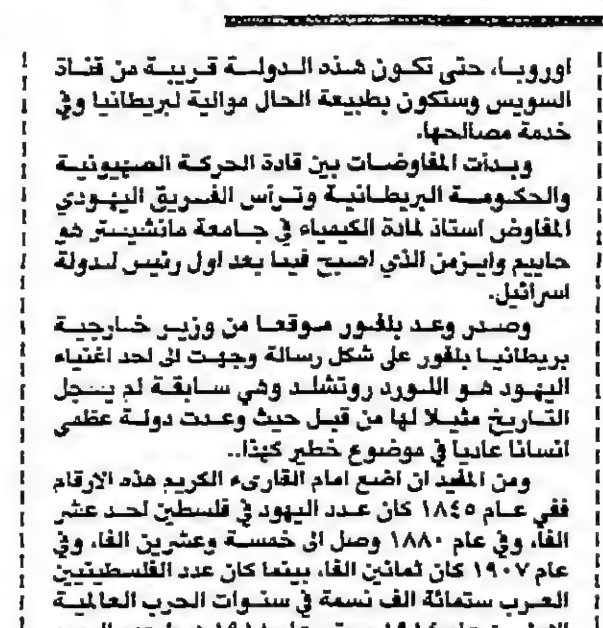 اوروبا، حتى تكون هذه الدولة قريبة من قناة
السويس وستكون بطبيعة الحال موالية لبريطانيا وفي
خدمة مصالحها.
وبدأت المفاوضات بين قادة الحركة الصهيونية
والحكومة البريطانية وترأس الفريق اليهودي
المفاوض استاذ لمادة الكيمياء في جامعة مانشيستر هو
حاييم وايزمن الذي اصبح فيما بعد اول رئيس لدولة
اسرائيل.
وصدر وعد بلفور موقعا من وزير خارجية
بريطانيا بلفور على شكل رسالة وجهت الى احد اغنياء
اليهود هو اللورد روتشلد وهي سابقة لم يسجل
التاريخ مثيلا لها من قبل حيث وعدت دولة عظمى
انسانا عاديا في موضوع خطير كهذا..
ومن المفيد ان اضع امام القارىء الكريم هذه الارقام
ففي عام ١٨٤٥ كان عدد اليهود في فلسطين احد عشر
الفا، وفي عام ١٨٨٠ وصل الى خمسة وعشرين الفا، وفي
عام ١٩٠٧ كان ثمانين الفا، بينما كان عدد الفلسطينيين
العرب ستمائة الف نسمة في سنوات الحرب العالمية